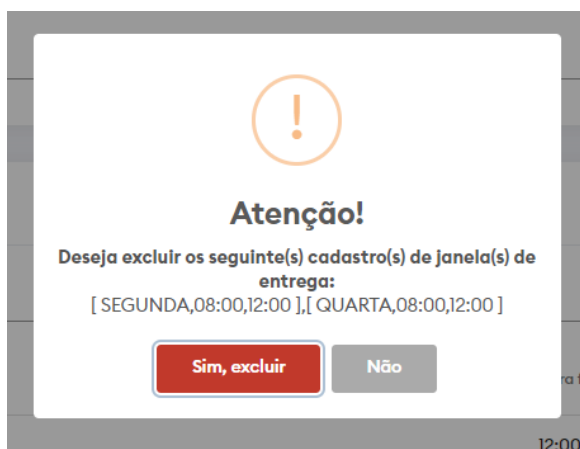 !
Atenção!
Deseja excluir os seguinte(s) cadastro(s) de janela(s) de
entrega:
[ SEGUNDA,08:00,12:00 ],[ QUARTA,08:00,12:00 ]
Sim, excluir
Não
12:00